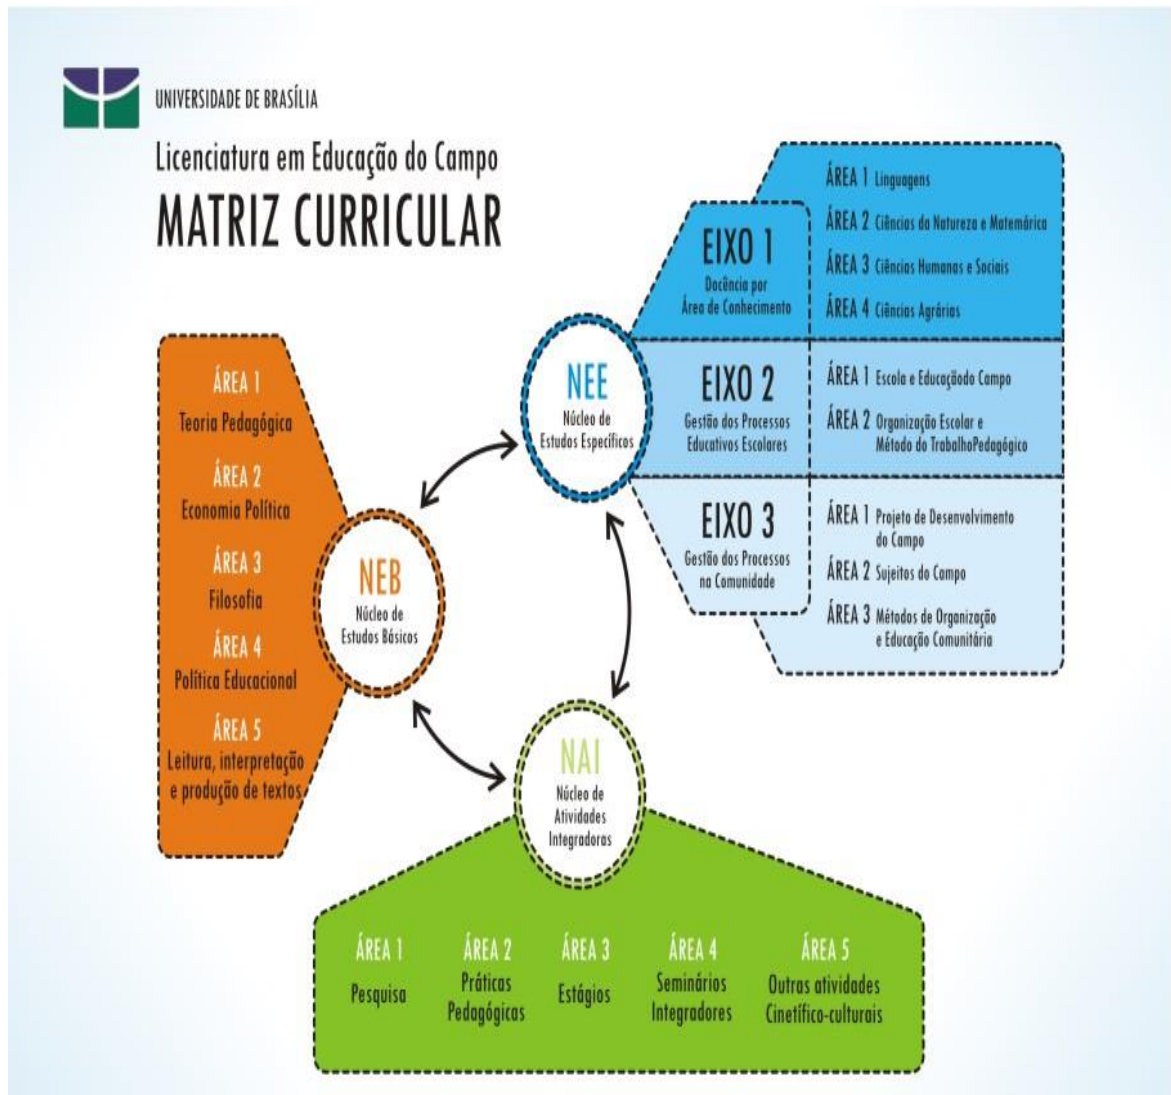 UNIVERSIDADE DE BRASÍLIA
Licenciatura em Educação do Campo
MATRIZ CURRICULAR
ÁREA 1
Teoria Pedagógica
ÁREA 2
Economia Política
ÁREA 3
Filosofia
ÁREA 4
Política Educacional
ÁREA 5
Leitura, interpretação
e produção de textos
NEB
Núcleo de
Estudos Básicos
NEE
Núcleo de
Estudos Específicos
EIXO 1
Docência por
Área de Conhecimento
ÁREA 1 Linguagens
ÁREA 2 Ciências da Natureza e Matemárica
ÁREA 3 Ciências Humanas e Sociais
ÁREA 4 Ciências Agrárias
EIXO 2
Gestão dos Processos
Educativos Escolares
ÁREA 1 Escola e Educaçãodo Campo
ÁREA 2 Organização Escolar e
Método do TrabalhoPedagógico
EIXO 3
Gestão dos Processos
na Comunidade
ÁREA 1 Projeto de Desenvolvimento
do Campo
ÁREA 2 Sujeitos do Campo
ÁREA 3 Métodos de Organização
e Educação Comunitária
NAI
Núcleo de
Atividades
Integradoras
ÁREA 1
Pesquisa
ÁREA 2
Práticas
Pedagógicas
ÁREA 3
Estágios
ÁREA 4
Seminários
Integradores
ÁREA 5
Outras atividades
Cinetífico-culturais